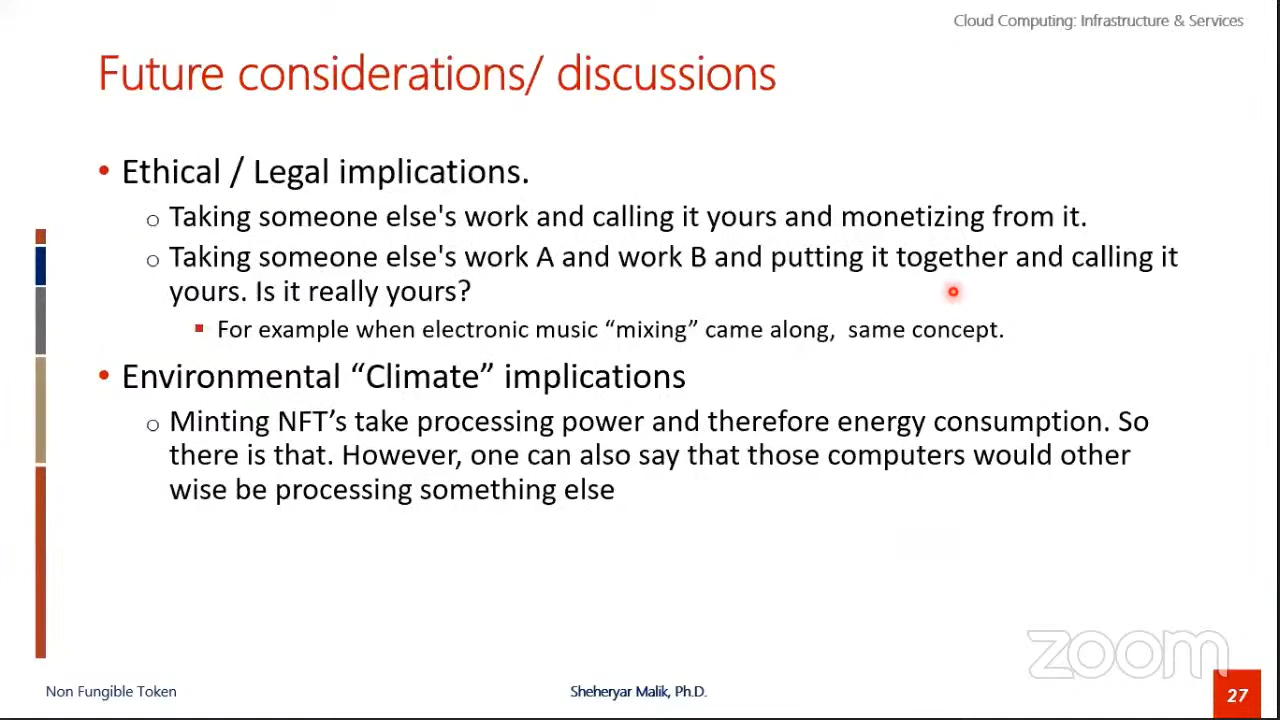 Cloud Computing: Infrastructure & Services
Future considerations/ discussions
• Ethical / Legal implications.
o Taking someone else's work and calling it yours and monetizing from it.
o Taking someone else's work A and work B and putting it together and calling it
yours. Is it really yours?
▪ For example when electronic music “mixing” came along,  same concept.
• Environmental “Climate” implications
o Minting NFT’s take processing power and therefore energy consumption. So
there is that. However, one can also say that those computers would other
wise be processing something else
zoom
Non Fungible Token
Sheheryar Malik, Ph.D.
27